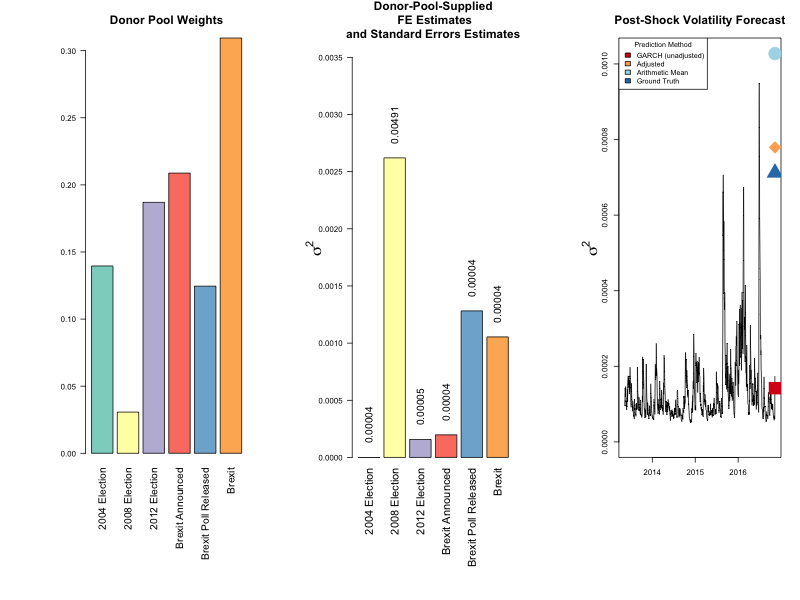 Donor Pool Weights
0.30
0.25
0.20
0.15
0.10
0.05
0.00
2004 Election
2008 Election
2012 Election
Brexit Announced
Brexit Poll Released
Brexit
Donor-Pool-Supplied
FE Estimates
and Standard Errors Estimates
σ2
0.0035
0.0030
0.0025
0.0020
0.0015
0.0010
0.0005
0.0000
0.00004
0.00491
0.00005
0.00004
0.00004
0.00004
2004 Election
2008 Election
2012 Election
Brexit Announced
Brexit Poll Released
Brexit
Post-Shock Volatility Forecast
σ2
0.0010
0.0008
0.0006
0.0004
0.0002
0.0000
Prediction Method
GARCH (unadjusted)
Adjusted
Arithmetic Mean
Ground Truth
2014
2015
2016